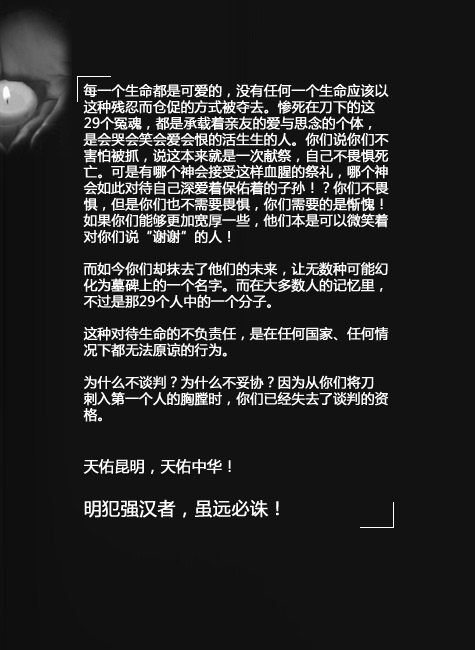 每一个生命都是可爱的，没有任何一个生命应该以
这种残忍而仓促的方式被夺去。惨死在刀下的这
29个冤魂，都是承载着亲友的爱与思念的个体，
是会哭会笑会爱会恨的活生生的人。你们说你们不
害怕被抓，说这本来就是一次献祭，自己不畏惧死
亡。可是有哪个神会接受这样血腥的祭礼，哪个神
会如此对待自己深爱着保佑着的子孙！？你们不畏
惧，但是你们也不需要畏惧，你们需要的是惭愧！
如果你们能够更加宽厚一些，他们本是可以微笑着
对你们说“谢谢”的人！
而如今你们却抹去了他们的未来，让无数种可能幻
化为墓碑上的一个名字。而在大多数人的记忆里，
不过是那29个人中的一个分子。
这种对待生命的不负责任，是在任何国家、任何情
况下都无法原谅的行为。
为什么不谈判？为什么不妥协？因为从你们将刀
刺入第一个人的胸膛时，你们已经失去了谈判的资
格。
天佑昆明，天佑中华！
明犯强汉者，虽远必诛！